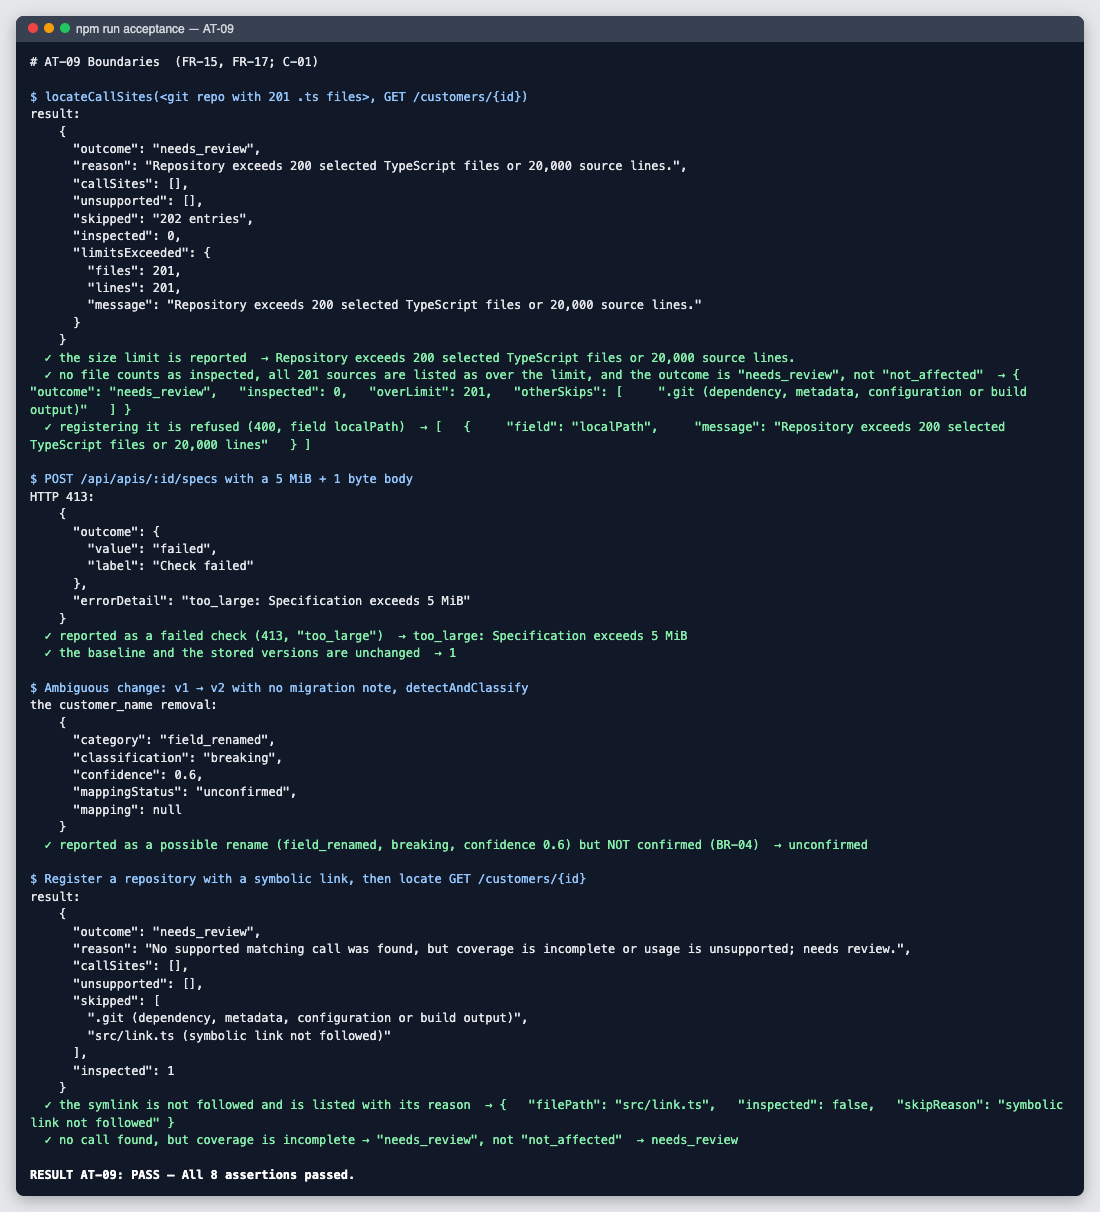 npm run acceptance — AT-09
# AT-09 Boundaries  (FR-15, FR-17; C-01)
$ locateCallSites(<git repo with 201 .ts files>, GET /customers/{id})
result:
    {
      "outcome": "needs_review",
      "reason": "Repository exceeds 200 selected TypeScript files or 20,000 source lines.",
      "callSites": [],
      "unsupported": [],
      "skipped": "202 entries",
      "inspected": 0,
      "limitsExceeded": {
        "files": 201,
        "lines": 201,
        "message": "Repository exceeds 200 selected TypeScript files or 20,000 source lines."
      }
    }
  ✓ the size limit is reported  → Repository exceeds 200 selected TypeScript files or 20,000 source lines.
  ✓ no file counts as inspected, all 201 sources are listed as over the limit, and the outcome is "needs_review", not "not_affected"  → {
"outcome": "needs_review",   "inspected": 0,   "overLimit": 201,   "otherSkips": [     ".git (dependency, metadata, configuration or build
output)"   ] }
  ✓ registering it is refused (400, field localPath)  → [   {     "field": "localPath",     "message": "Repository exceeds 200 selected
TypeScript files or 20,000 lines"   } ]
$ POST /api/apis/:id/specs with a 5 MiB + 1 byte body
HTTP 413:
    {
      "outcome": {
        "value": "failed",
        "label": "Check failed"
      },
      "errorDetail": "too_large: Specification exceeds 5 MiB"
    }
  ✓ reported as a failed check (413, "too_large")  → too_large: Specification exceeds 5 MiB
  ✓ the baseline and the stored versions are unchanged  → 1
$ Ambiguous change: v1 → v2 with no migration note, detectAndClassify
the customer_name removal:
    {
      "category": "field_renamed",
      "classification": "breaking",
      "confidence": 0.6,
      "mappingStatus": "unconfirmed",
      "mapping": null
    }
  ✓ reported as a possible rename (field_renamed, breaking, confidence 0.6) but NOT confirmed (BR-04)  → unconfirmed
$ Register a repository with a symbolic link, then locate GET /customers/{id}
result:
    {
      "outcome": "needs_review",
      "reason": "No supported matching call was found, but coverage is incomplete or usage is unsupported; needs review.",
      "callSites": [],
      "unsupported": [],
      "skipped": [
        ".git (dependency, metadata, configuration or build output)",
        "src/link.ts (symbolic link not followed)"
      ],
      "inspected": 1
    }
  ✓ the symlink is not followed and is listed with its reason  → {   "filePath": "src/link.ts",   "inspected": false,   "skipReason": "symbolic
link not followed" }
  ✓ no call found, but coverage is incomplete → "needs_review", not "not_affected"  → needs_review
RESULT AT-09: PASS — All 8 assertions passed.